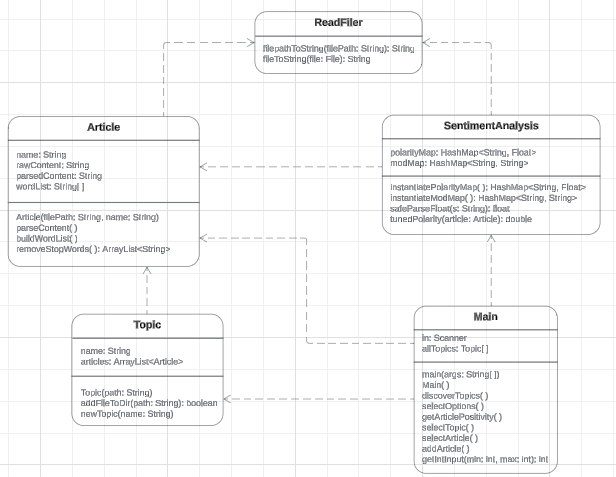 ReadFiler
filepathToString(filePath: String): String
fileToString(file: File): String
Article
name: String
rawContent: String
parsedContent: String
wordList: String[ ]
Article(filePath; String, name; String)
parseContent( )
buildWordList( )
removeStopWords( ): ArrayList<String>
SentimentAnalysis
polarityMap: HashMap<String, Float>
modMap: HashMap<String, String>
instantiatePolarityMap( ): HashMap<String, Float>
instantiateModMap( ): HashMap<String, String>
safeParseFloat(s: String): float
tunedPolarity(article: Article): double
Topic
name: String
articles: ArrayList<Article>
Topic(path: String)
addFileToDir(path: String): boolean
newTopic(name: String)
Main
in: Scanner
allTopics: Topic[ ]
main(args: String[ ])
Main( )
discoverTopics( )
selectOptions( )
getArticlePositivity( )
selectTopic( )
selectArticle( )
addArticle( )
getIntInput(min; int, max; int); int